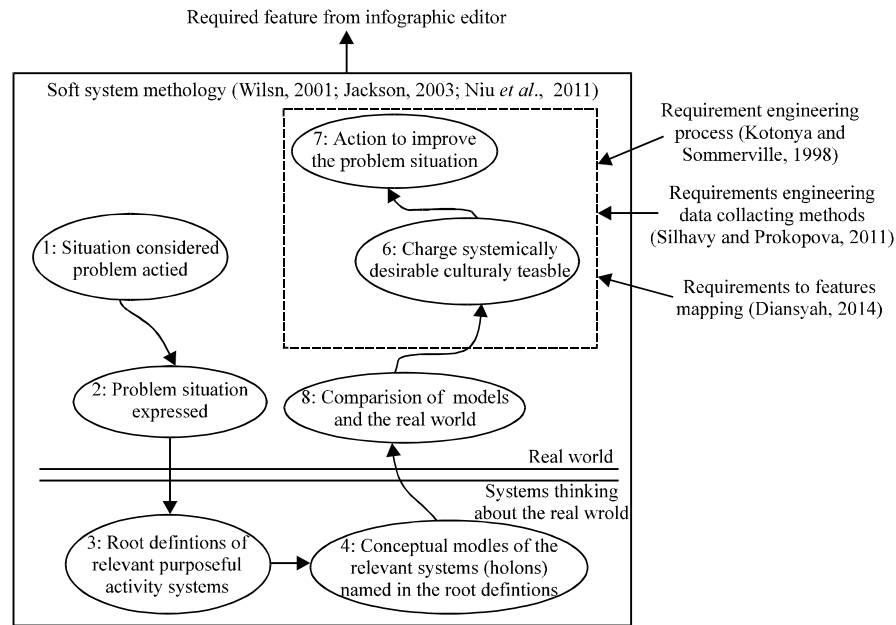 Required feature from infographic editor
Soft system methology (Wilsn, 2001; Jackson, 2003; Niu et al., 2011)
7: Action to improve
the problem situation
Requirement engineering
process (Kotonya and
Sommerville, 1998)
Requirements engineering
data collacting methods
(Silhavy and Prokopova, 2011)
1: Situation considered
problem actied
6: Charge systemically
desirable culturaly teasble
Requirements to features
mapping (Diansyah, 2014)
2: Problem situation
expressed
8: Comparision of models
and the real world
Real world
Systems thinking
about the real wrold
3: Root defintions of
relevant purposeful
activity systems
4: Conceptual modles of the
relevant systems (holons)
named in the root defintions